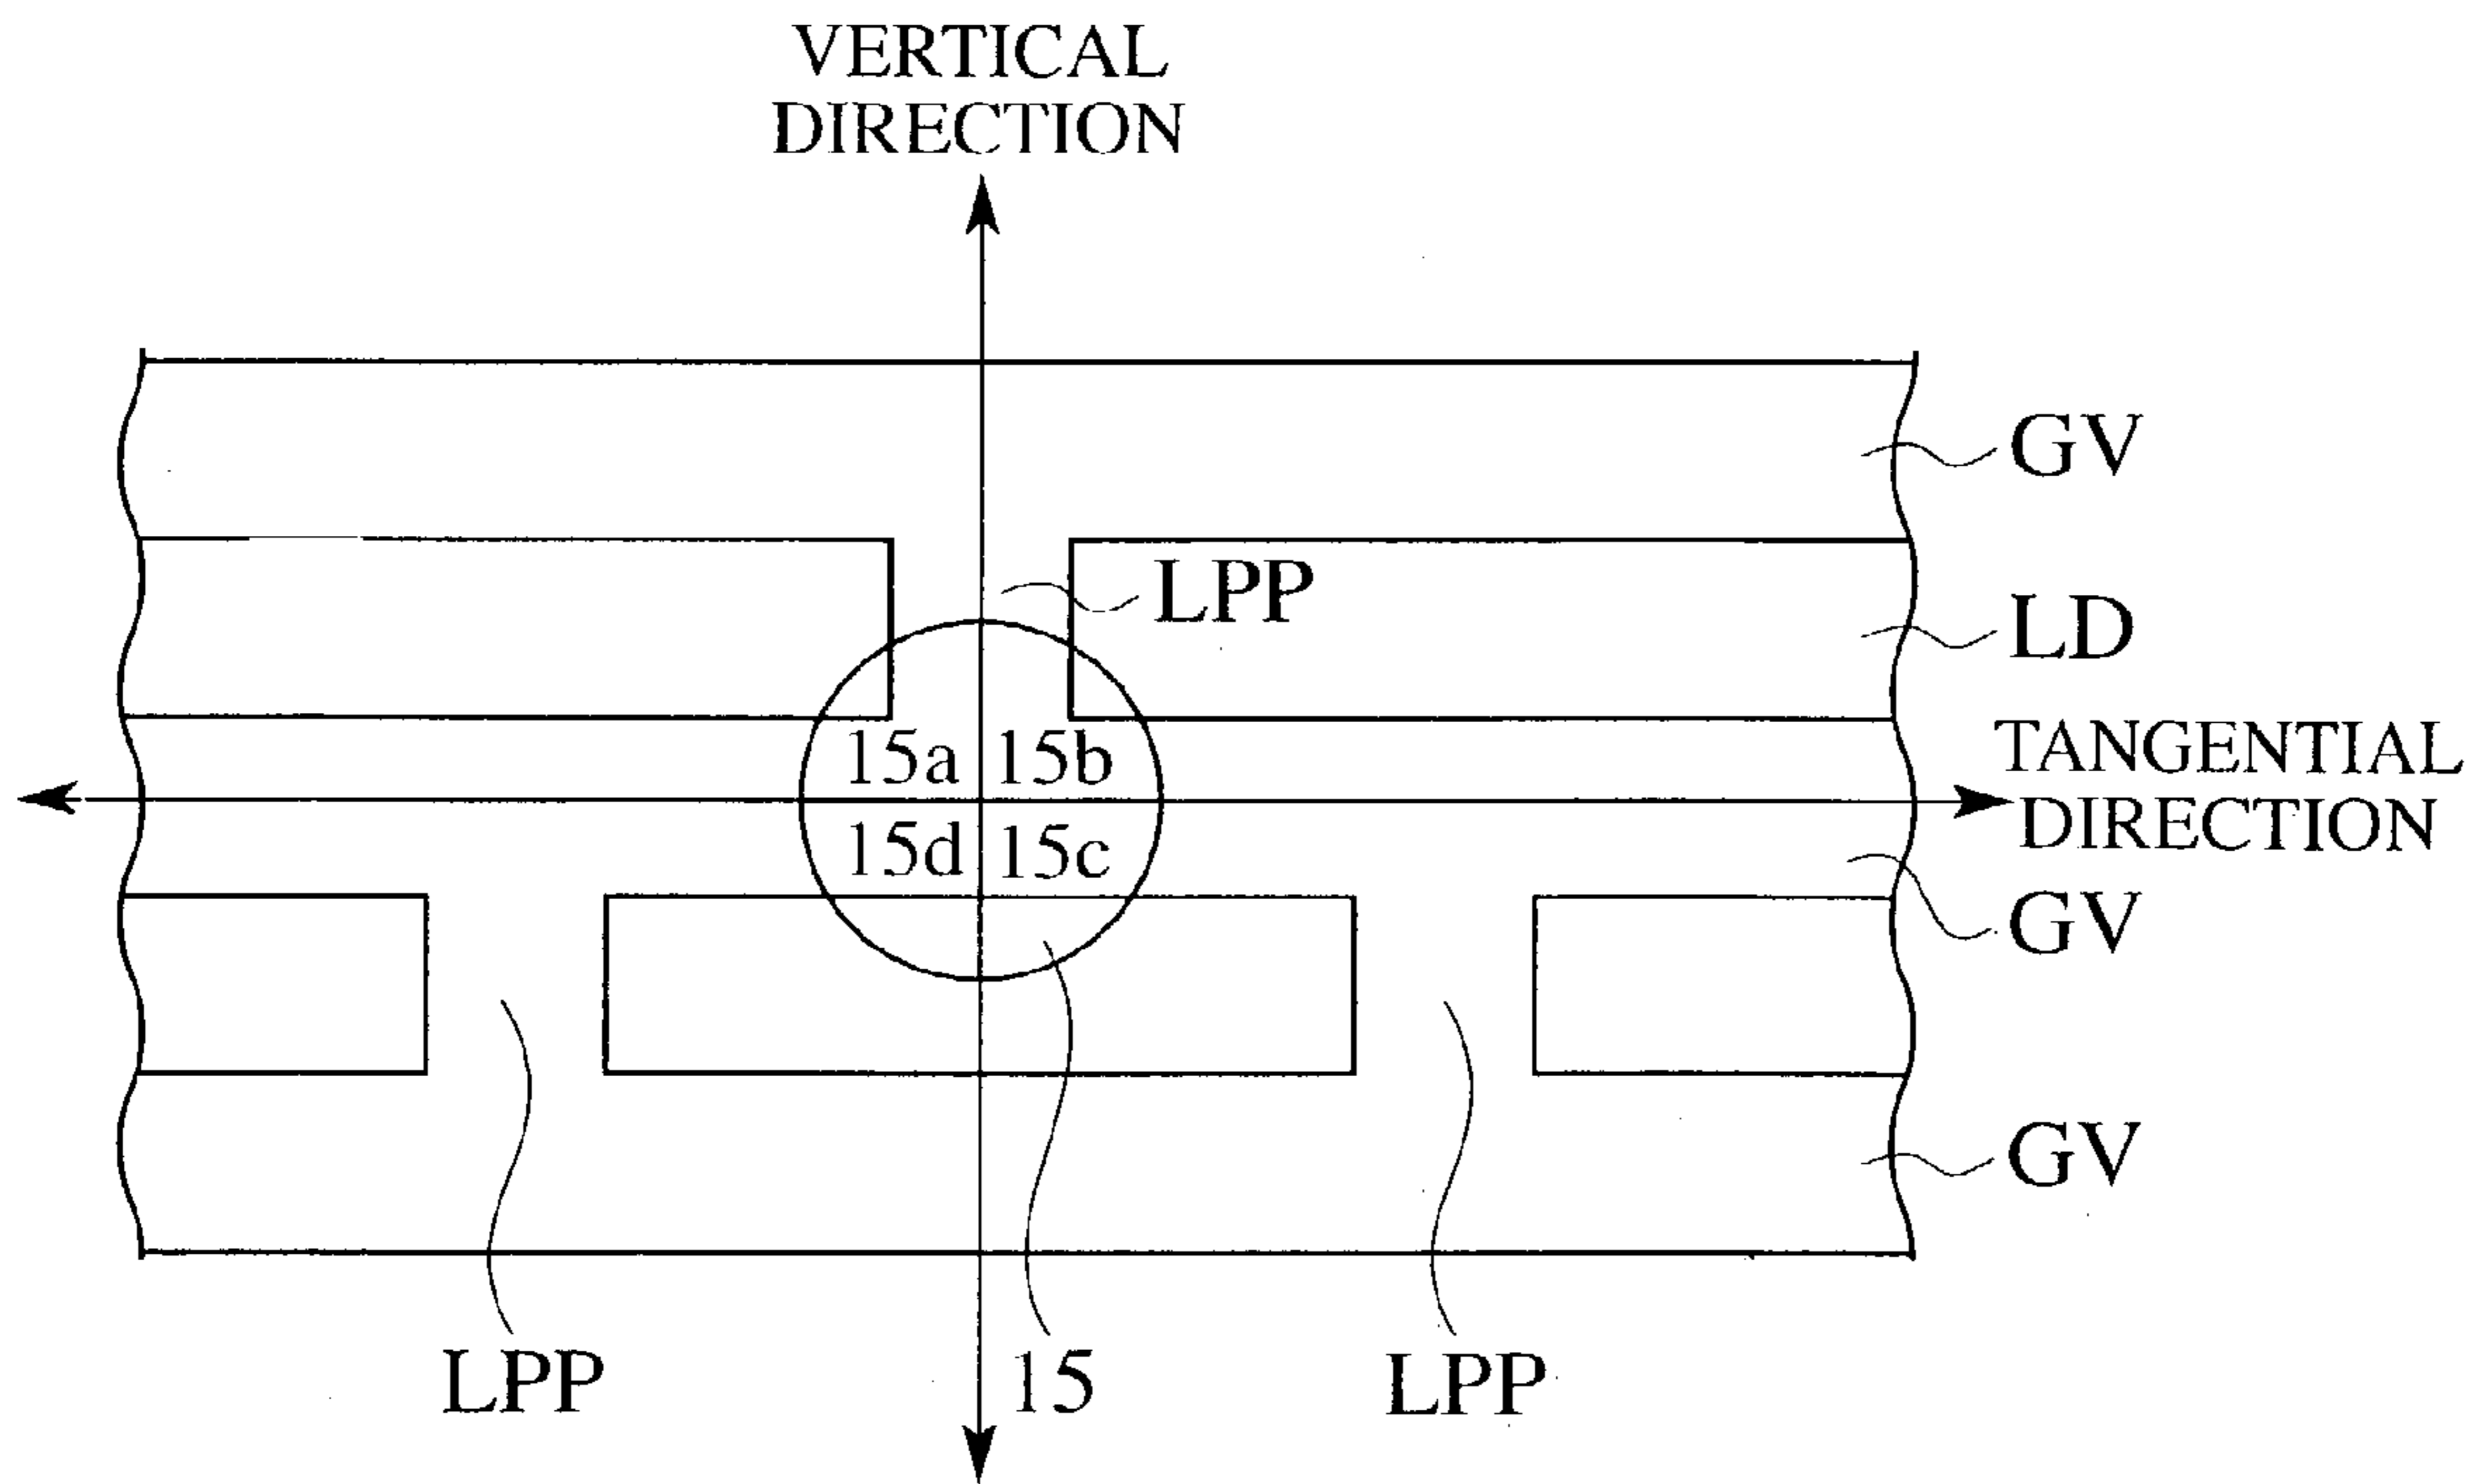 VERTICAL
DIRECTION
GV
LPP
LD
15a 15b
TANGENTIAL
DIRECTION
15d 15c
GV
GV
LPP
15
LPP